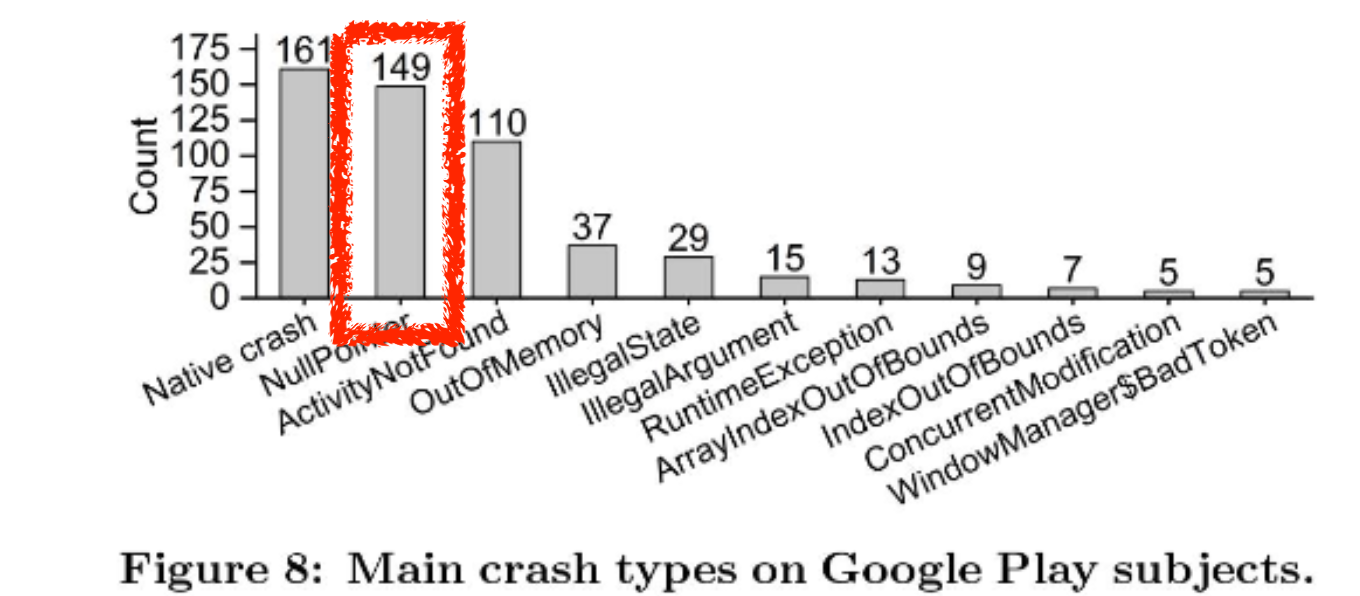 175
150
125
100
75
50
25
0
Count
161
149
110
37
29
15
13
9
7
5
5
Native crash
NullPointer
ActivityNotFound
OutOfMemory
IllegalState
IllegalArgument
RuntimeException
ArrayIndexOutOfBounds
IndexOutOfBounds
ConcurrentModification
WindowManager$BadToken
Figure 8: Main crash types on Google Play subjects.